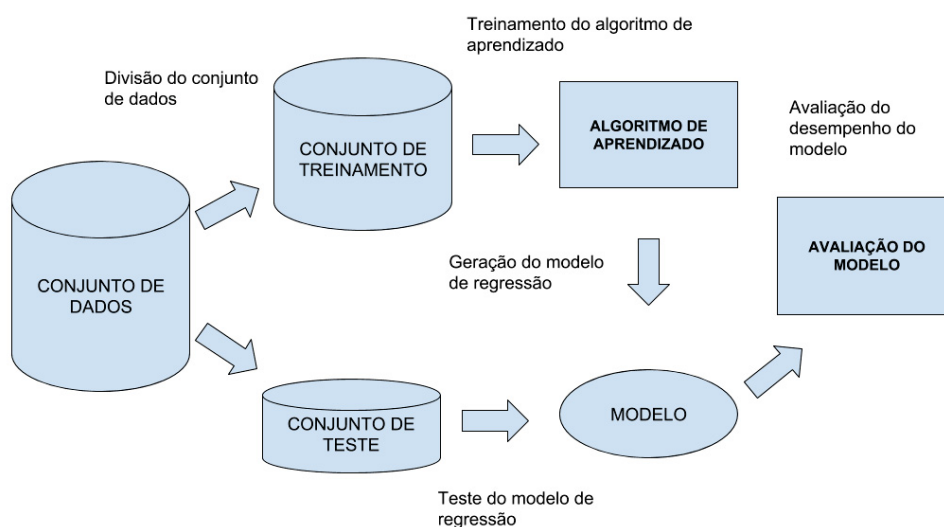 Treinamento do algoritmo de
aprendizado
Divisão do conjunto
de dados
CONJUNTO DE
TREINAMENTO
ALGORITMO DE
APRENDIZADO
Avaliação do
desempenho do
modelo
CONJUNTO DE
DADOS
Geração do modelo
de regressão
AVALIAÇÃO DO
MODELO
CONJUNTO DE
TESTE
MODELO
Teste do modelo de
regressão